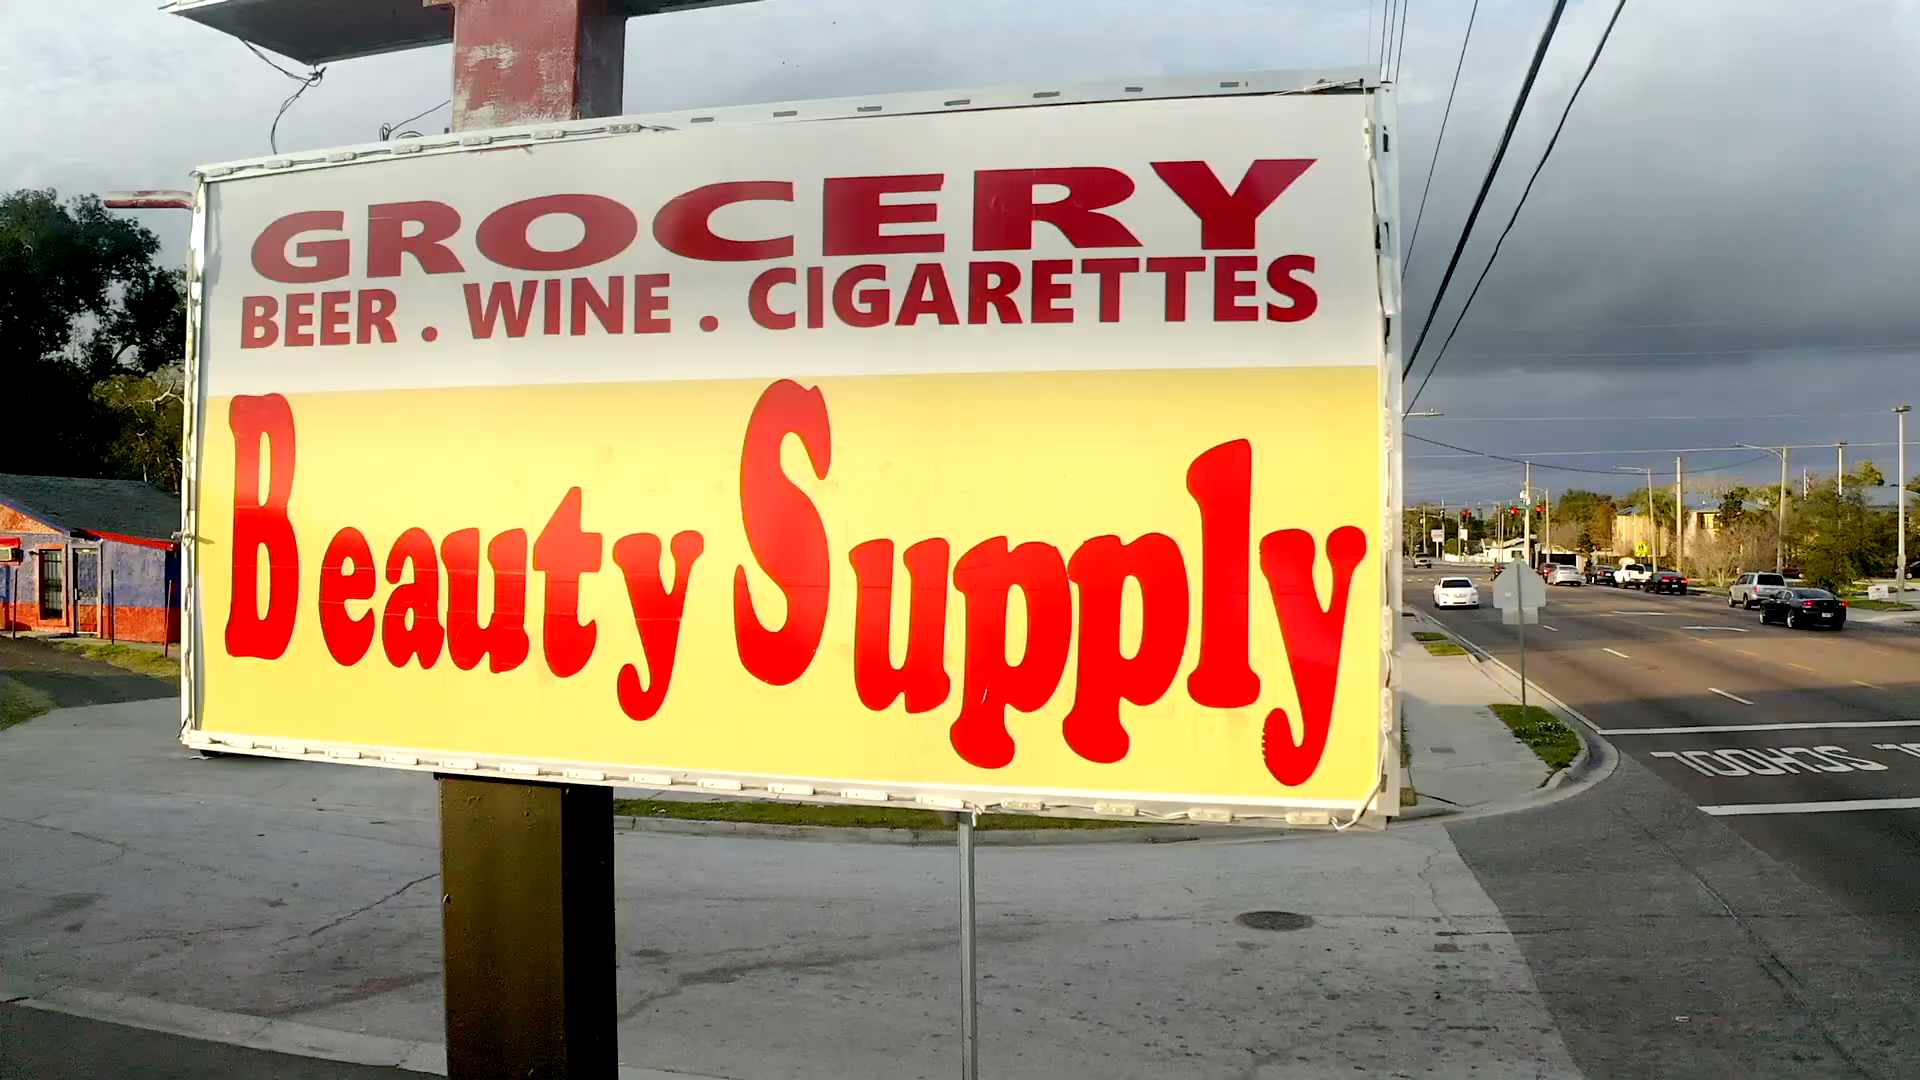 GROCERY
BEER . WINE . CIGARETTES
Beauty Supply
SCHOOL